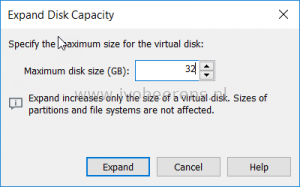 Expand Disk Capacity
Specify the maximum size for the virtual disk:
Maximum disk size (GB): 32
www.ivobeerens.nl
Expand increases only the size of a virtual disk. Sizes of
partitions and file systems are not affected.
Expand Cancel Help